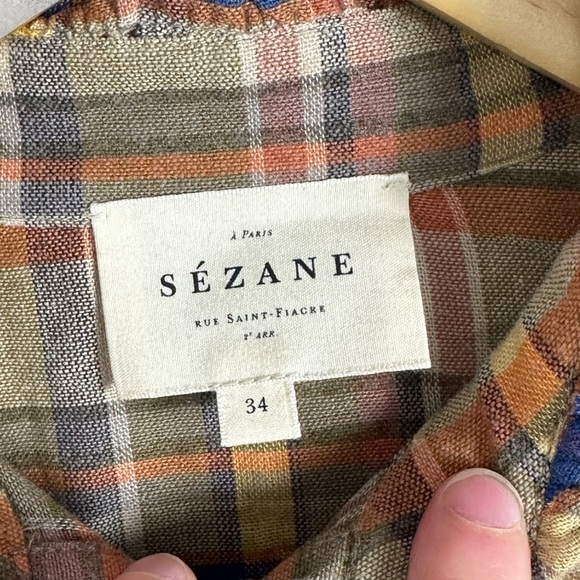 À PARIS
SÉZANE
RUE SAINT-FIACRE
2ᵉ ARR.
34